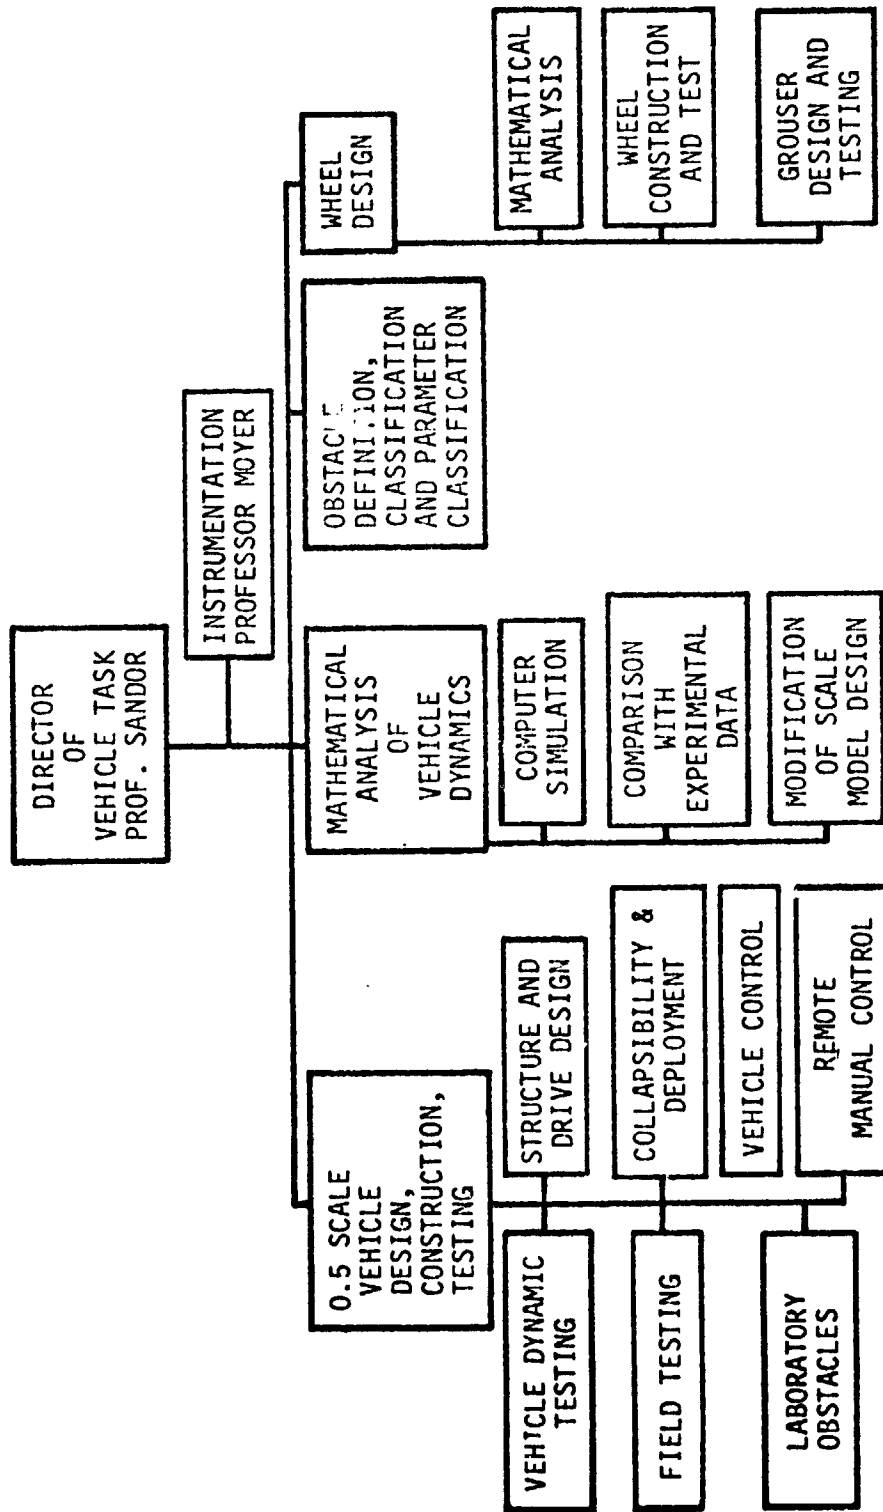 DIRECTOR
OF
VEHICLE TASK
PROF. SANDOR
INSTRUMENTATION
PROFESSOR MOYER
0.5 SCALE
VEHICLE
DESIGN,
CONSTRUCTION,
TESTING
MATHEMATICAL
ANALYSIS
OF
VEHICLE
DYNAMICS
OBSTACLE
DEFINITION,
CLASSIFICATION
AND PARAMETER
CLASSIFICATION
WHEEL
DESIGN
VEHICLE DYNAMIC
TESTING
FIELD TESTING
LABORATORY
OBSTACLES
STRUCTURE AND
DRIVE DESIGN
COLLAPSIBILITY &
DEPLOYMENT
VEHICLE CONTROL
REMOTE
MANUAL CONTROL
COMPUTER
SIMULATION
COMPARISON
WITH
EXPERIMENTAL
DATA
MODIFICATION
OF SCALE
MODEL DESIGN
MATHEMATICAL
ANALYSIS
WHEEL
CONSTRUCTION
AND TEST
GROUSER
DESIGN AND
TESTING